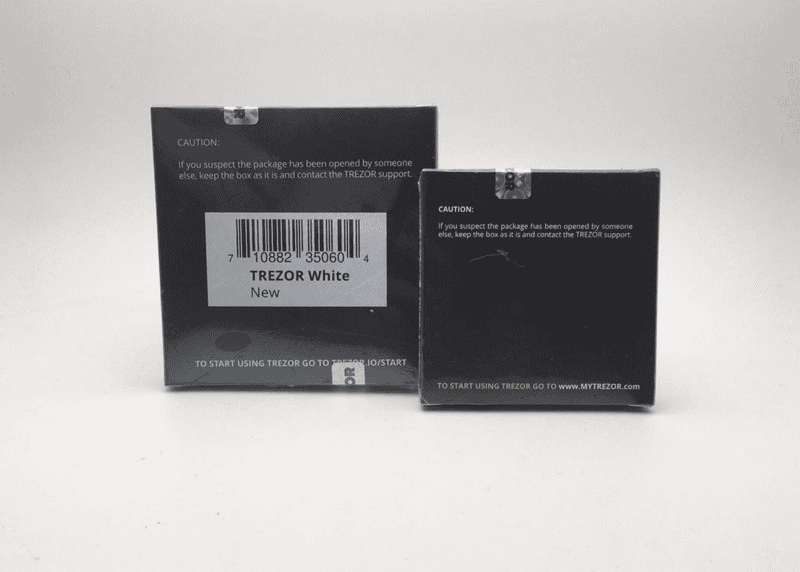 OR
CAUTION:
If you suspect the package has been opened by someone
else, keep the box as it is and contact the TREZOR support.
7 10882 35060 4
TREZOR White
New
TO START USING TREZOR GO TO TREZOR.IO/START
OR
ZOR
CAUTION:
If you suspect the package has been opened by someone
else, keep the box as it is and contact the TREZOR support.
TO START USING TREZOR GO TO www.MYTREZOR.com